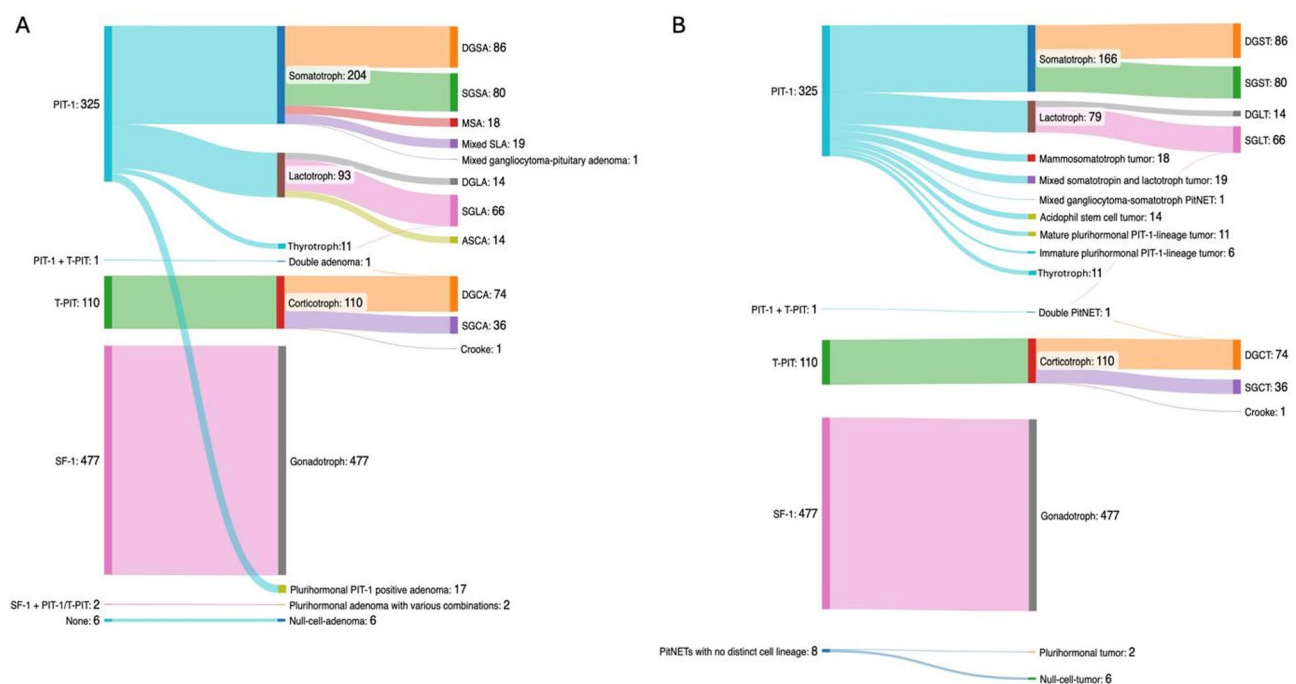 A
PIT-1: 325
Somatotroph: 204
DGSA: 86
SGSA: 80
MSA: 18
Mixed SLA: 19
Mixed gangliocytoma-pituitary adenoma: 1
Lactotroph: 93
DGLA: 14
SGLA: 66
ASCA: 14
Thyrotroph:11
PIT-1 + T-PIT: 1
Double adenoma: 1
T-PIT: 110
Corticotroph: 110
DGCA: 74
SGCA: 36
Crooke: 1
SF-1: 477
Gonadotroph: 477
Plurihormonal PIT-1 positive adenoma: 17
SF-1 + PIT-1/T-PIT: 2
Plurihormonal adenoma with various combinations: 2
None: 6
Null-cell-adenoma: 6
B
PIT-1: 325
Somatotroph: 166
DGST: 86
SGST: 80
Lactotroph: 79
DGLT: 14
SGLT: 66
Mammosomatotroph tumor: 18
Mixed somatotropin and lactotroph tumor: 19
Mixed gangliocytoma-somatotroph PitNET: 1
Acidophil stem cell tumor: 14
Mature plurihormonal PIT-1-lineage tumor: 11
Immature plurihormonal PIT-1-lineage tumor: 6
Thyrotroph:11
PIT-1 + T-PIT: 1
Double PitNET: 1
T-PIT: 110
Corticotroph: 110
DGCT: 74
SGCT: 36
Crooke: 1
SF-1: 477
Gonadotroph: 477
PitNETs with no distinct cell lineage: 8
Plurihormonal tumor: 2
Null-cell-tumor: 6